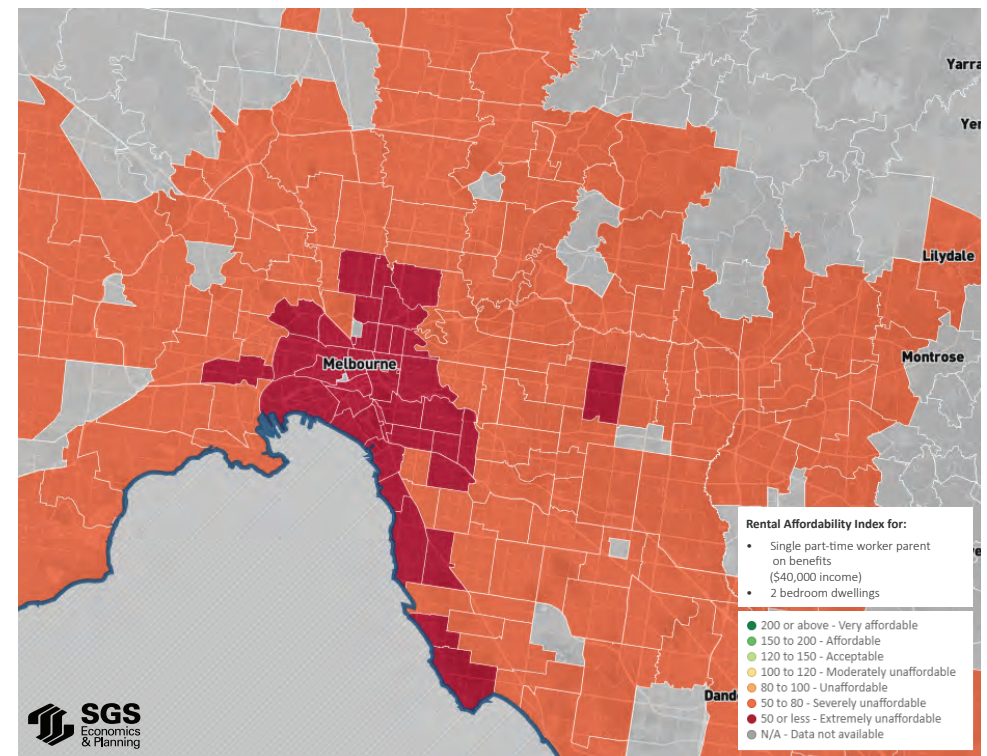 Yarra
Yer
Lilydale
Montrose
Melbourne
Rental Affordability Index for:
• Single part-time worker parent
on benefits
($40,000 income)
• 2 bedroom dwellings
200 or above - Very affordable
150 to 200 - Affordable
120 to 150 - Acceptable
100 to 120 - Moderately unaffordable
80 to 100 - Unaffordable
50 to 80 - Severely unaffordable
50 or less - Extremely unaffordable
N/A - Data not available
Dand
SGS
Economics
& Planning